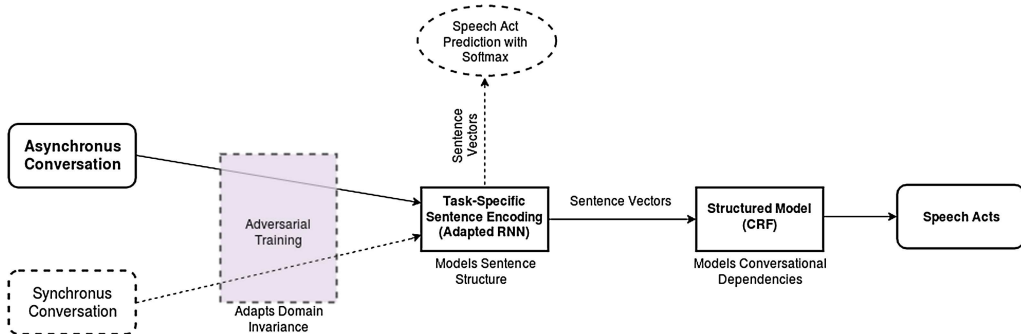 Speech Act
Prediction with
Softmax
Sentence
Vectors
Asynchronus
Conversation
Adversarial
Training
Synchronus
Conversation
Adapts Domain
Invariance
Task-Specific
Sentence Encoding
(Adapted RNN)
Models Sentence
Structure
Sentence Vectors
Structured Model
(CRF)
Models Conversational
Dependencies
Speech Acts